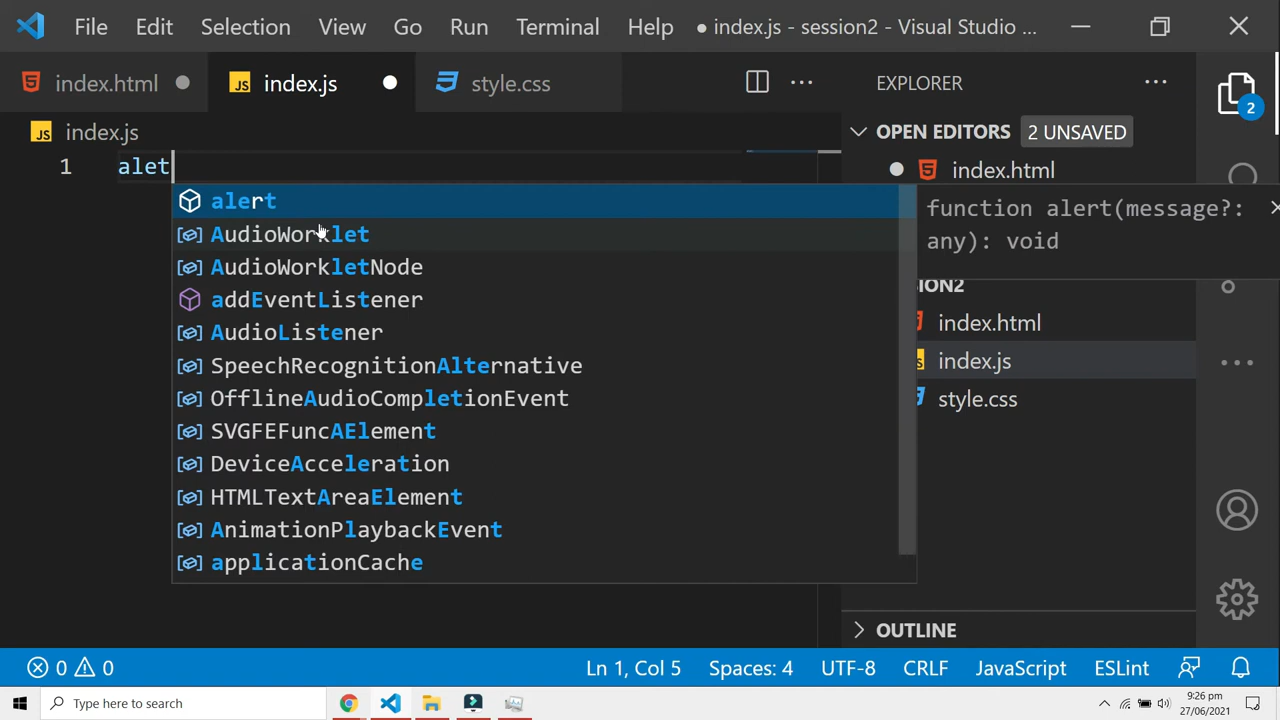 File Edit Selection View Go Run Terminal Help ● index.js - session2 - Visual Studio ...
index.html index.js style.css EXPLORER
index.js
OPEN EDITORS 2 UNSAVED
2
index.html
1 alet
alert
AudioWorklet
AudioWorkletNode
addEventListener
AudioListener
SpeechRecognitionAlternative
OfflineAudioCompletionEvent
SVGFEFuncAElement
DeviceAcceleration
HTMLTextAreaElement
AnimationPlaybackEvent
applicationCache
function alert(message?:
any): void
ION2
index.html
index.js
style.css
OUTLINE
0 0 Ln 1, Col 5 Spaces: 4 UTF-8 CRLF JavaScript ESLint
Type here to search
9:26 pm
27/06/2021